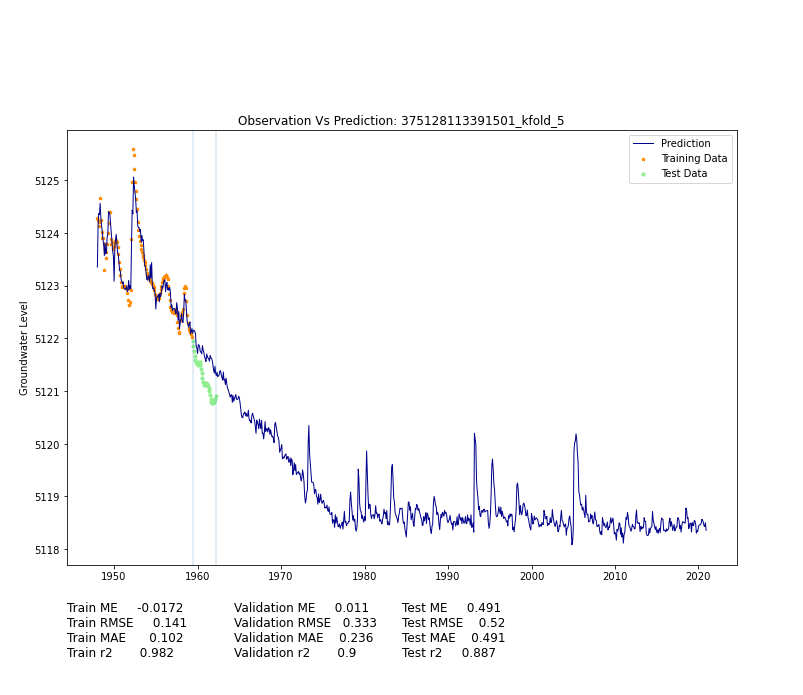 Observation Vs Prediction: 375128113391501_kfold_5
Prediction
Training Data
Test Data
Groundwater Level
5125
5124
5123
5122
5121
5120
5119
5118
1950 1960 1970 1980 1990 2000 2010 2020
Train ME -0.0172 Validation ME 0.011 Test ME 0.491
Train RMSE 0.141 Validation RMSE 0.333 Test RMSE 0.52
Train MAE 0.102 Validation MAE 0.236 Test MAE 0.491
Train r2 0.982 Validation r2 0.9 Test r2 0.887